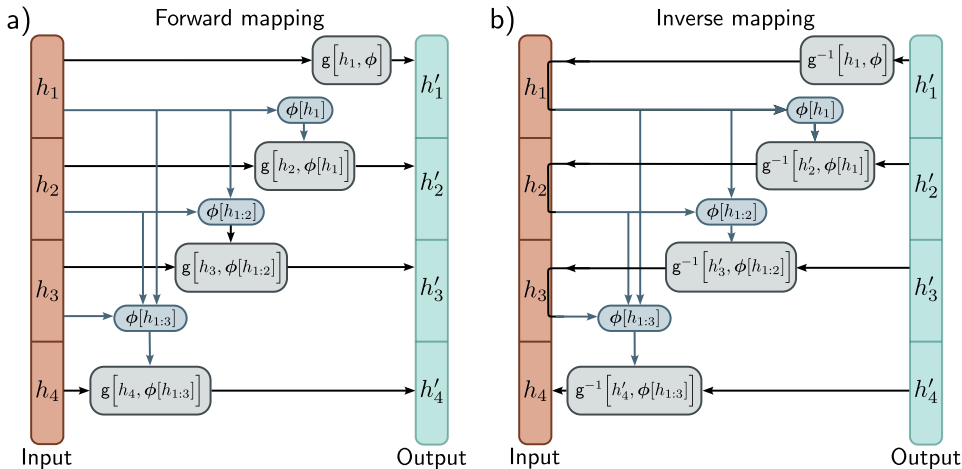 a) Forward mapping
h₁
g[h₁, ϕ]
h′₁
ϕ[h₁]
h₂
g[h₂, ϕ[h₁]]
h′₂
ϕ[h₁:₂]
h₃
g[h₃, ϕ[h₁:₂]]
h′₃
ϕ[h₁:₃]
h₄
g[h₄, ϕ[h₁:₃]]
h′₄
Input
Output
b) Inverse mapping
h₁
g⁻¹[h₁, ϕ]
h′₁
ϕ[h₁]
h₂
g⁻¹[h′₂, ϕ[h₁]]
h′₂
ϕ[h₁:₂]
h₃
g⁻¹[h′₃, ϕ[h₁:₂]]
h′₃
ϕ[h₁:₃]
h₄
g⁻¹[h′₄, ϕ[h₁:₃]]
h′₄
Input
Output